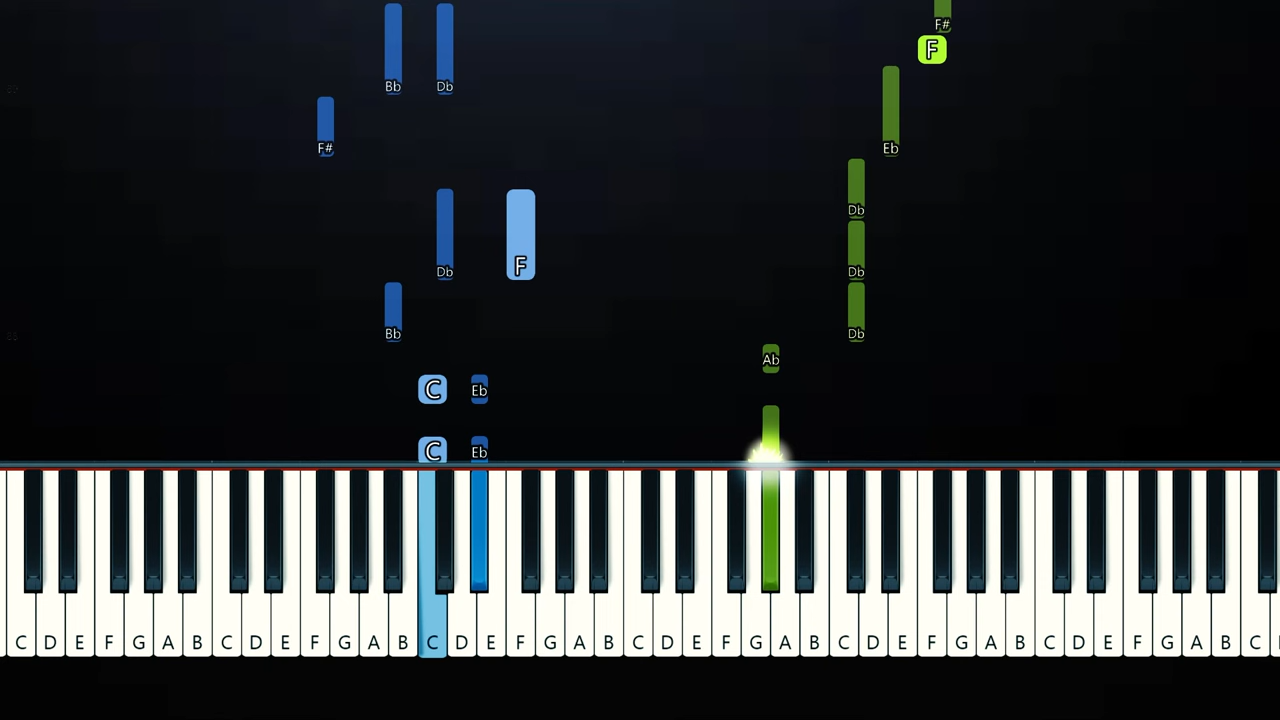 F#
F
Bb Db
F# Eb
Db
Db F Db
Bb Db
Ab
C Eb
C Eb
C D E F G A B C D E F G A B C D E F G A B C D E F G A B C D E F G A B C D E F G A B C